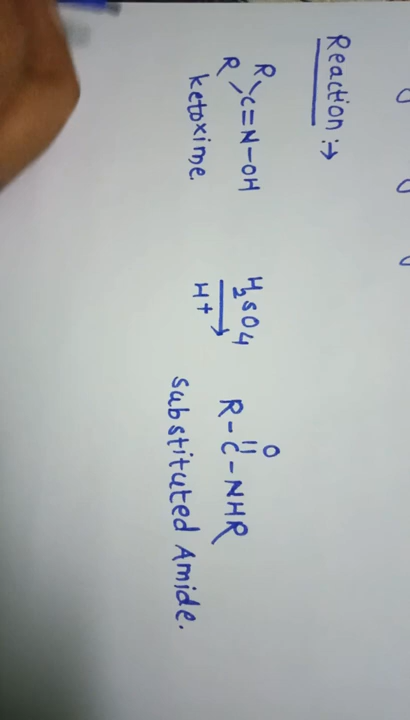 Reaction :→
R
R C=N-OH
ketoxime.
H₂SO4
H+
O
R-C-NHR
substituted Amide.